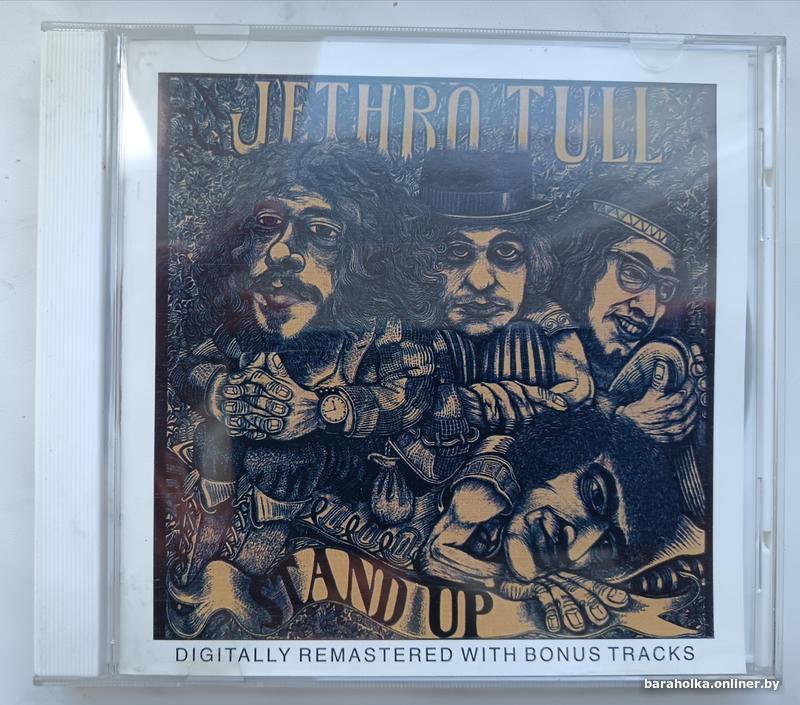 JETHRO TULL
STAND UP
DIGITALLY REMASTERED WITH BONUS TRACKS
baraholka.onliner.by